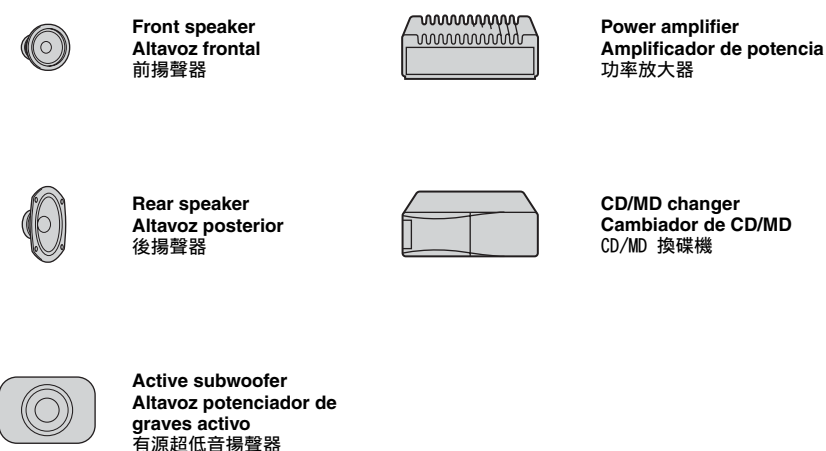 Front speaker
Altavoz frontal
前揚聲器
Power amplifier
Amplificador de potencia
功率放大器
Rear speaker
Altavoz posterior
後揚聲器
CD/MD changer
Cambiador de CD/MD
CD/MD 換碟機
Active subwoofer
Altavoz potenciador de
graves activo
有源超低音揚聲器